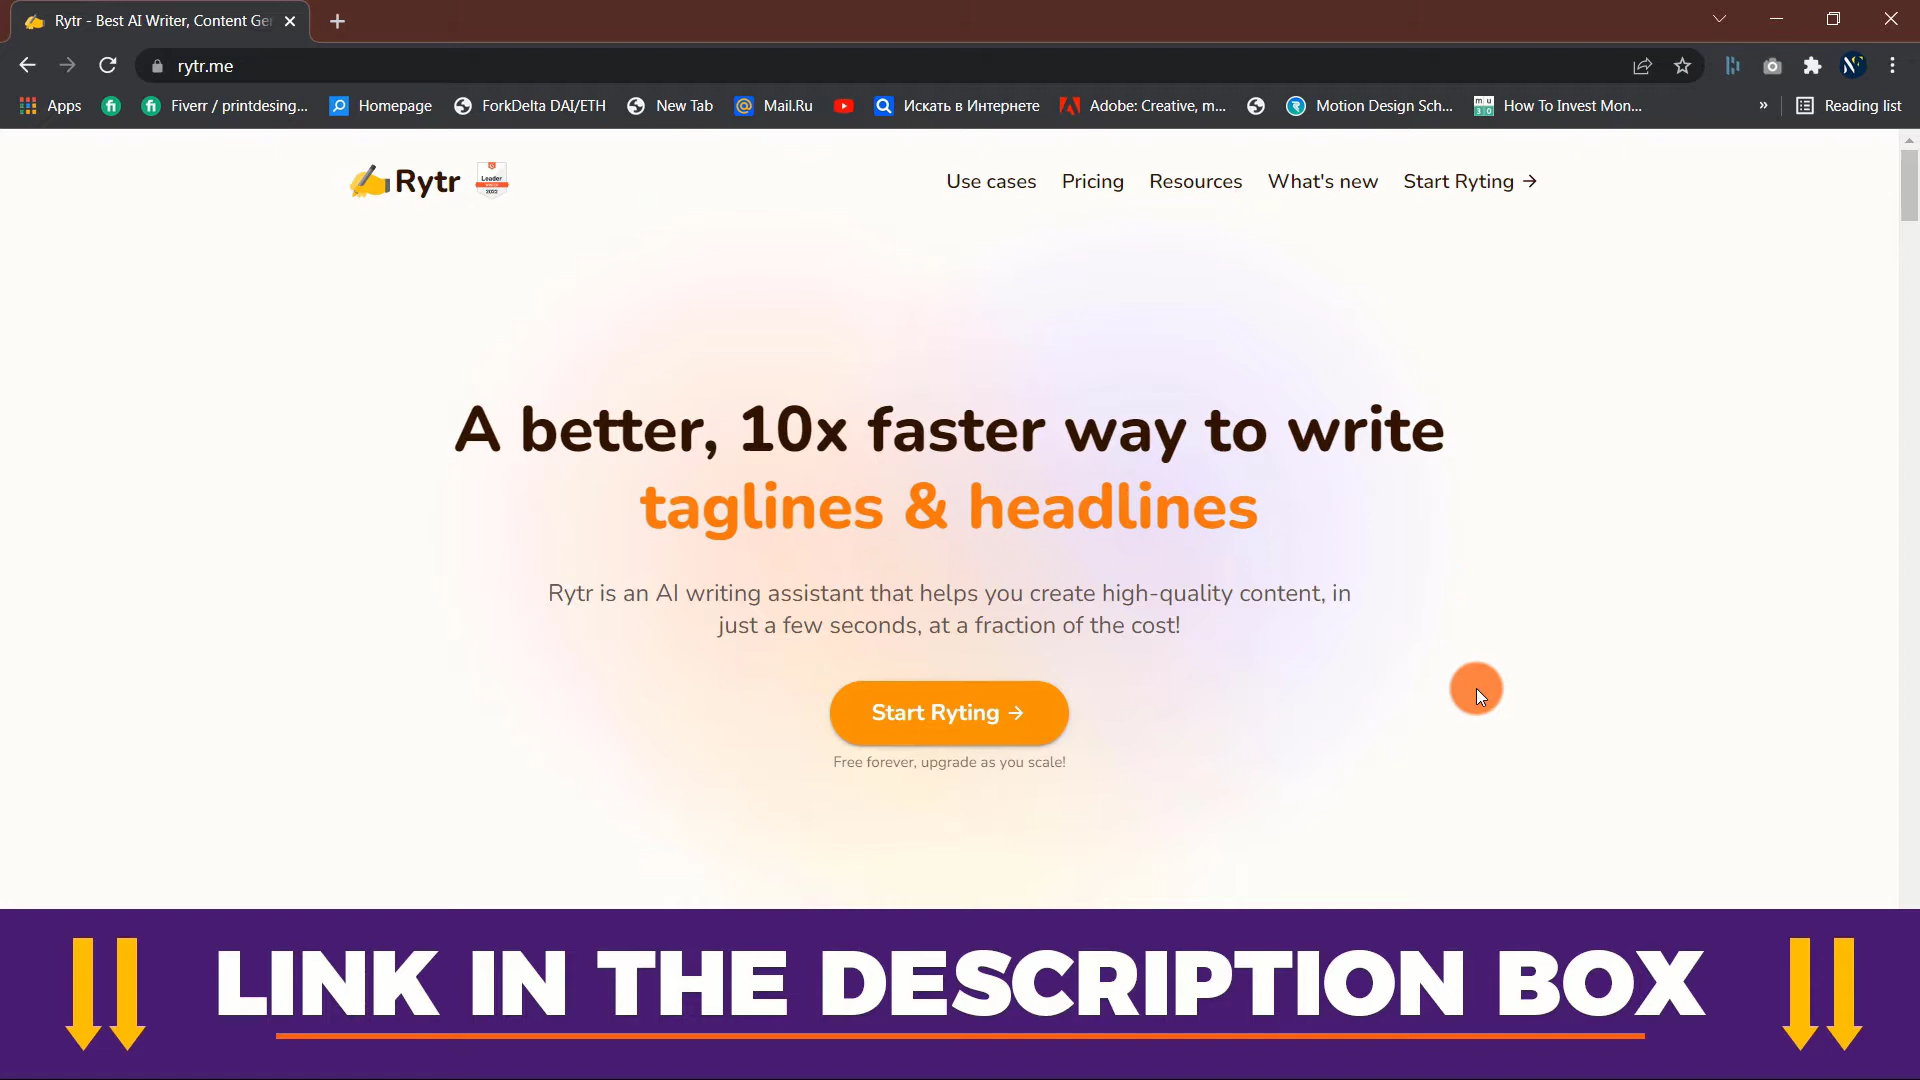 Rytr - Best AI Writer, Content Ger
rytr.me
Apps
Fiverr / printdesing...
Homepage
ForkDelta DAI/ETH
New Tab
Mail.Ru
Искать в Интернете
Adobe: Creative, m...
Motion Design Sch...
How To Invest Mon...
»
Reading list
Rytr
Leader
Use cases
Pricing
Resources
What's new
Start Ryting →
A better, 10x faster way to write
taglines & headlines
Rytr is an AI writing assistant that helps you create high-quality content, in
just a few seconds, at a fraction of the cost!
Start Ryting →
Free forever, upgrade as you scale!
LINK IN THE DESCRIPTION BOX